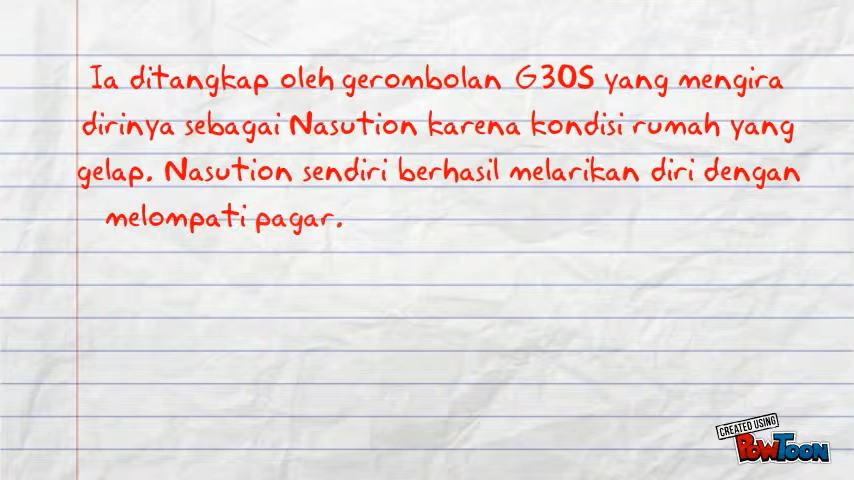 Ia ditangkap oleh gerombolan G30S yang mengira
dirinya sebagai Nasution karena kondisi rumah yang
gelap. Nasution sendiri berhasil melarikan diri dengan
melompati pagar.
CREATED USING
POWTOON